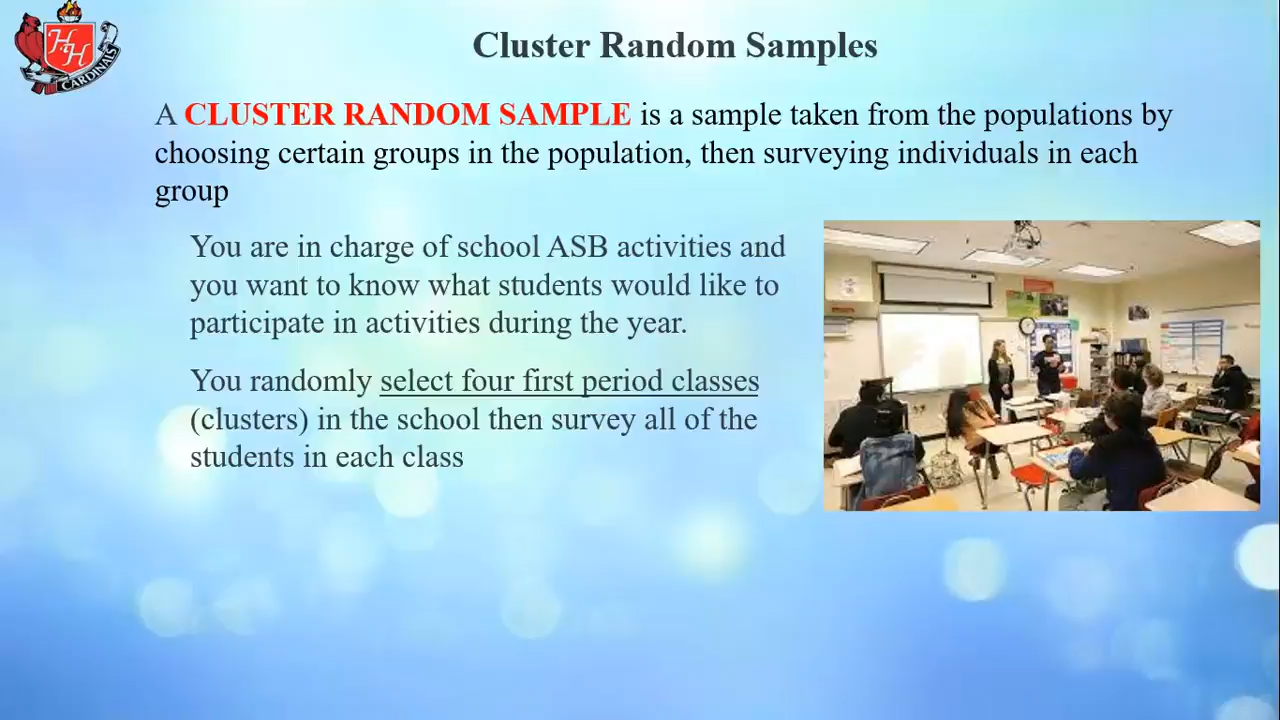 HH
CARDINALS
Cluster Random Samples
A CLUSTER RANDOM SAMPLE is a sample taken from the populations by
choosing certain groups in the population, then surveying individuals in each
group
You are in charge of school ASB activities and
you want to know what students would like to
participate in activities during the year.
You randomly select four first period classes
(clusters) in the school then survey all of the
students in each class